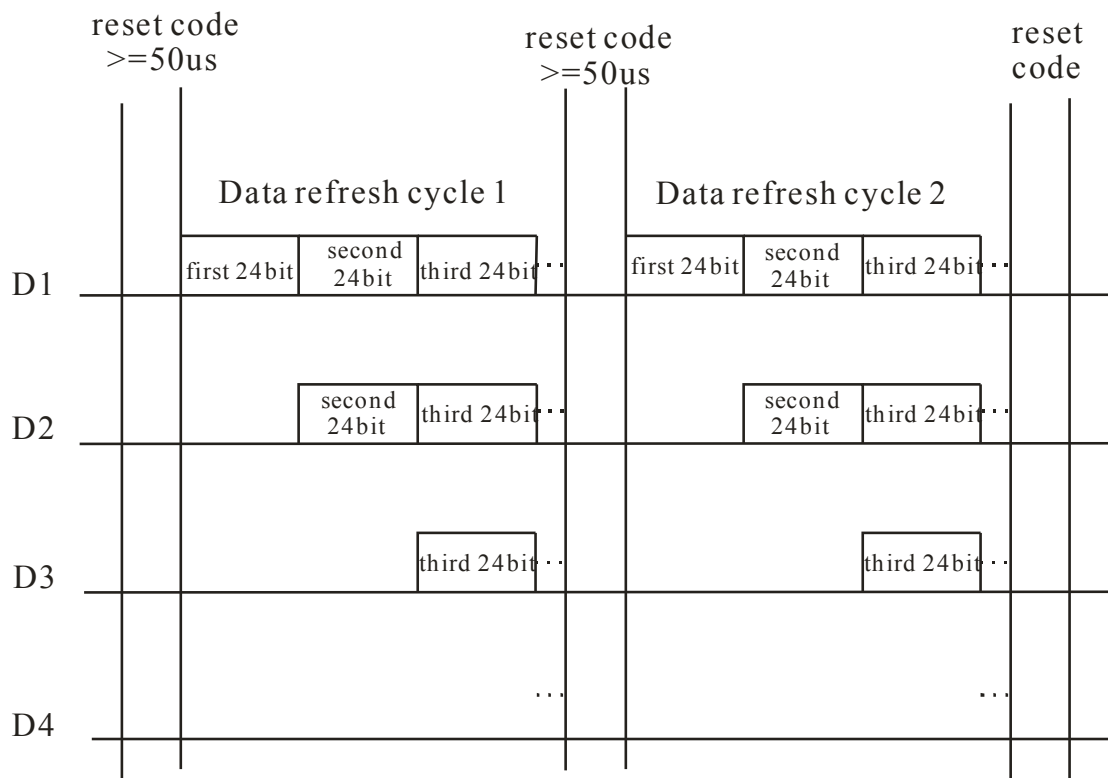 reset code
>=50us
reset code
>=50us
reset
code
Data refresh cycle 1
Data refresh cycle 2
D1
first 24bit
second
24bit
third 24bit
...
first 24bit
second
24bit
third 24bit
...
D2
second
24bit
third 24bit
...
second
24bit
third 24bit
...
D3
third 24bit
...
third 24bit
...
...
...
D4